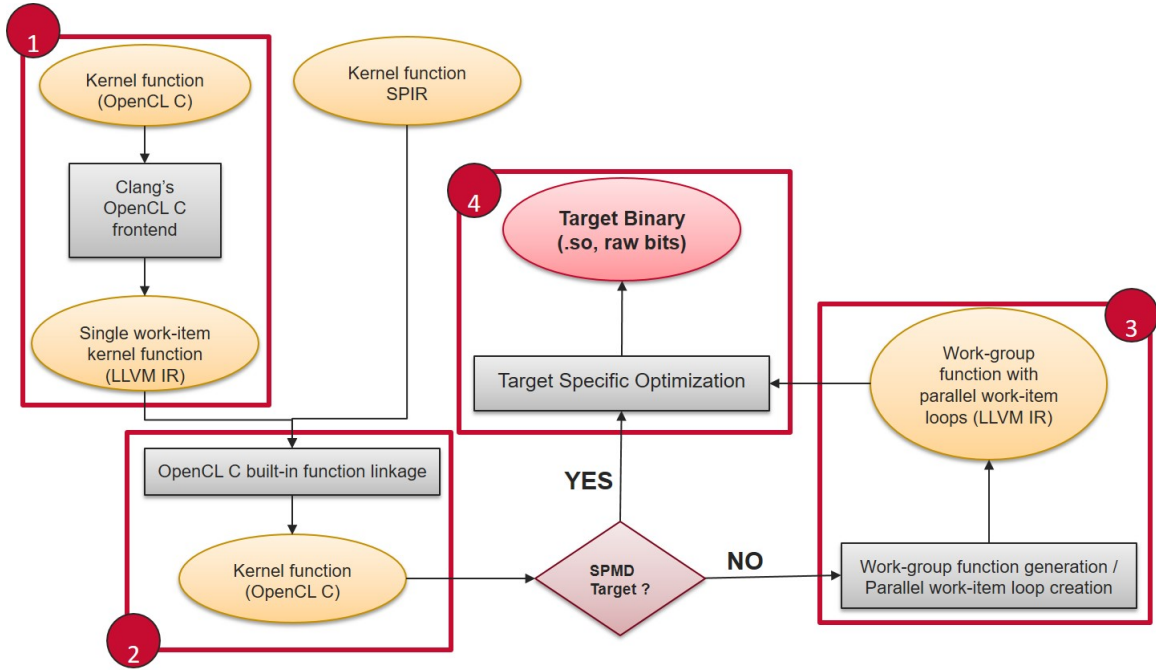 1
Kernel function
(OpenCL C)
Clang's
OpenCL C
frontend
Single work-item
kernel function
(LLVM IR)
Kernel function
SPIR
2
OpenCL C built-in function linkage
Kernel function
(OpenCL C)
SPMD
Target ?
YES
NO
3
Work-group function generation /
Parallel work-item loop creation
Work-group
function with
parallel work-item
loops (LLVM IR)
4
Target Specific Optimization
Target Binary
(.so, raw bits)